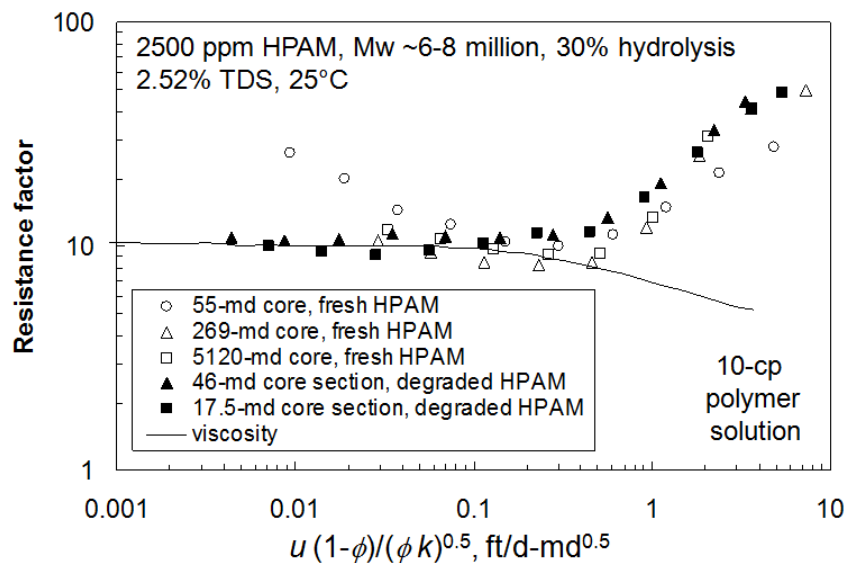 100
2500 ppm HPAM, Mw ~6-8 million, 30% hydrolysis
2.52% TDS, 25°C
Resistance factor
10
55-md core, fresh HPAM
269-md core, fresh HPAM
5120-md core, fresh HPAM
46-md core section, degraded HPAM
17.5-md core section, degraded HPAM
viscosity
10-cp
polymer
solution
1
0.001 0.01 0.1 1 10
u (1-ϕ)/(ϕ k)^0.5, ft/d-md^0.5